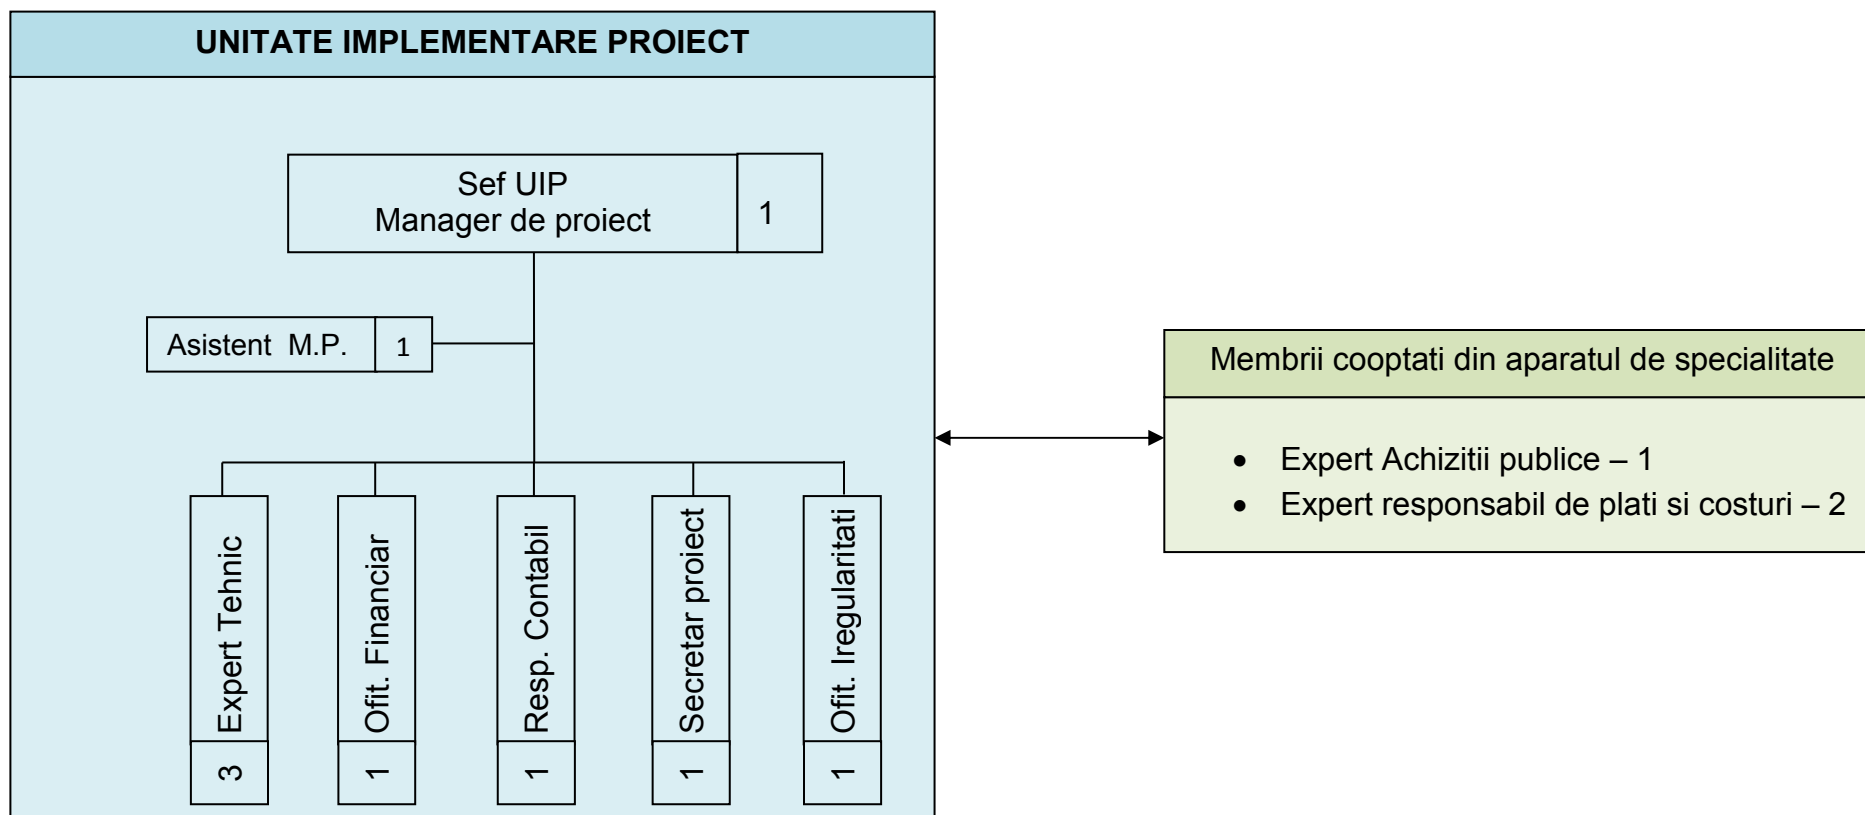 UNITATE IMPLEMENTARE PROIECT
Sef UIP
Manager de proiect
1
Asistent M.P.
1
Expert Tehnic
3
Ofit. Financiar
1
Resp. Contabil
1
Secretar proiect
1
Ofit. Iregularitati
1
Membrii cooptati din aparatul de specialitate
• Expert Achizitii publice – 1
• Expert responsabil de plati si costuri – 2